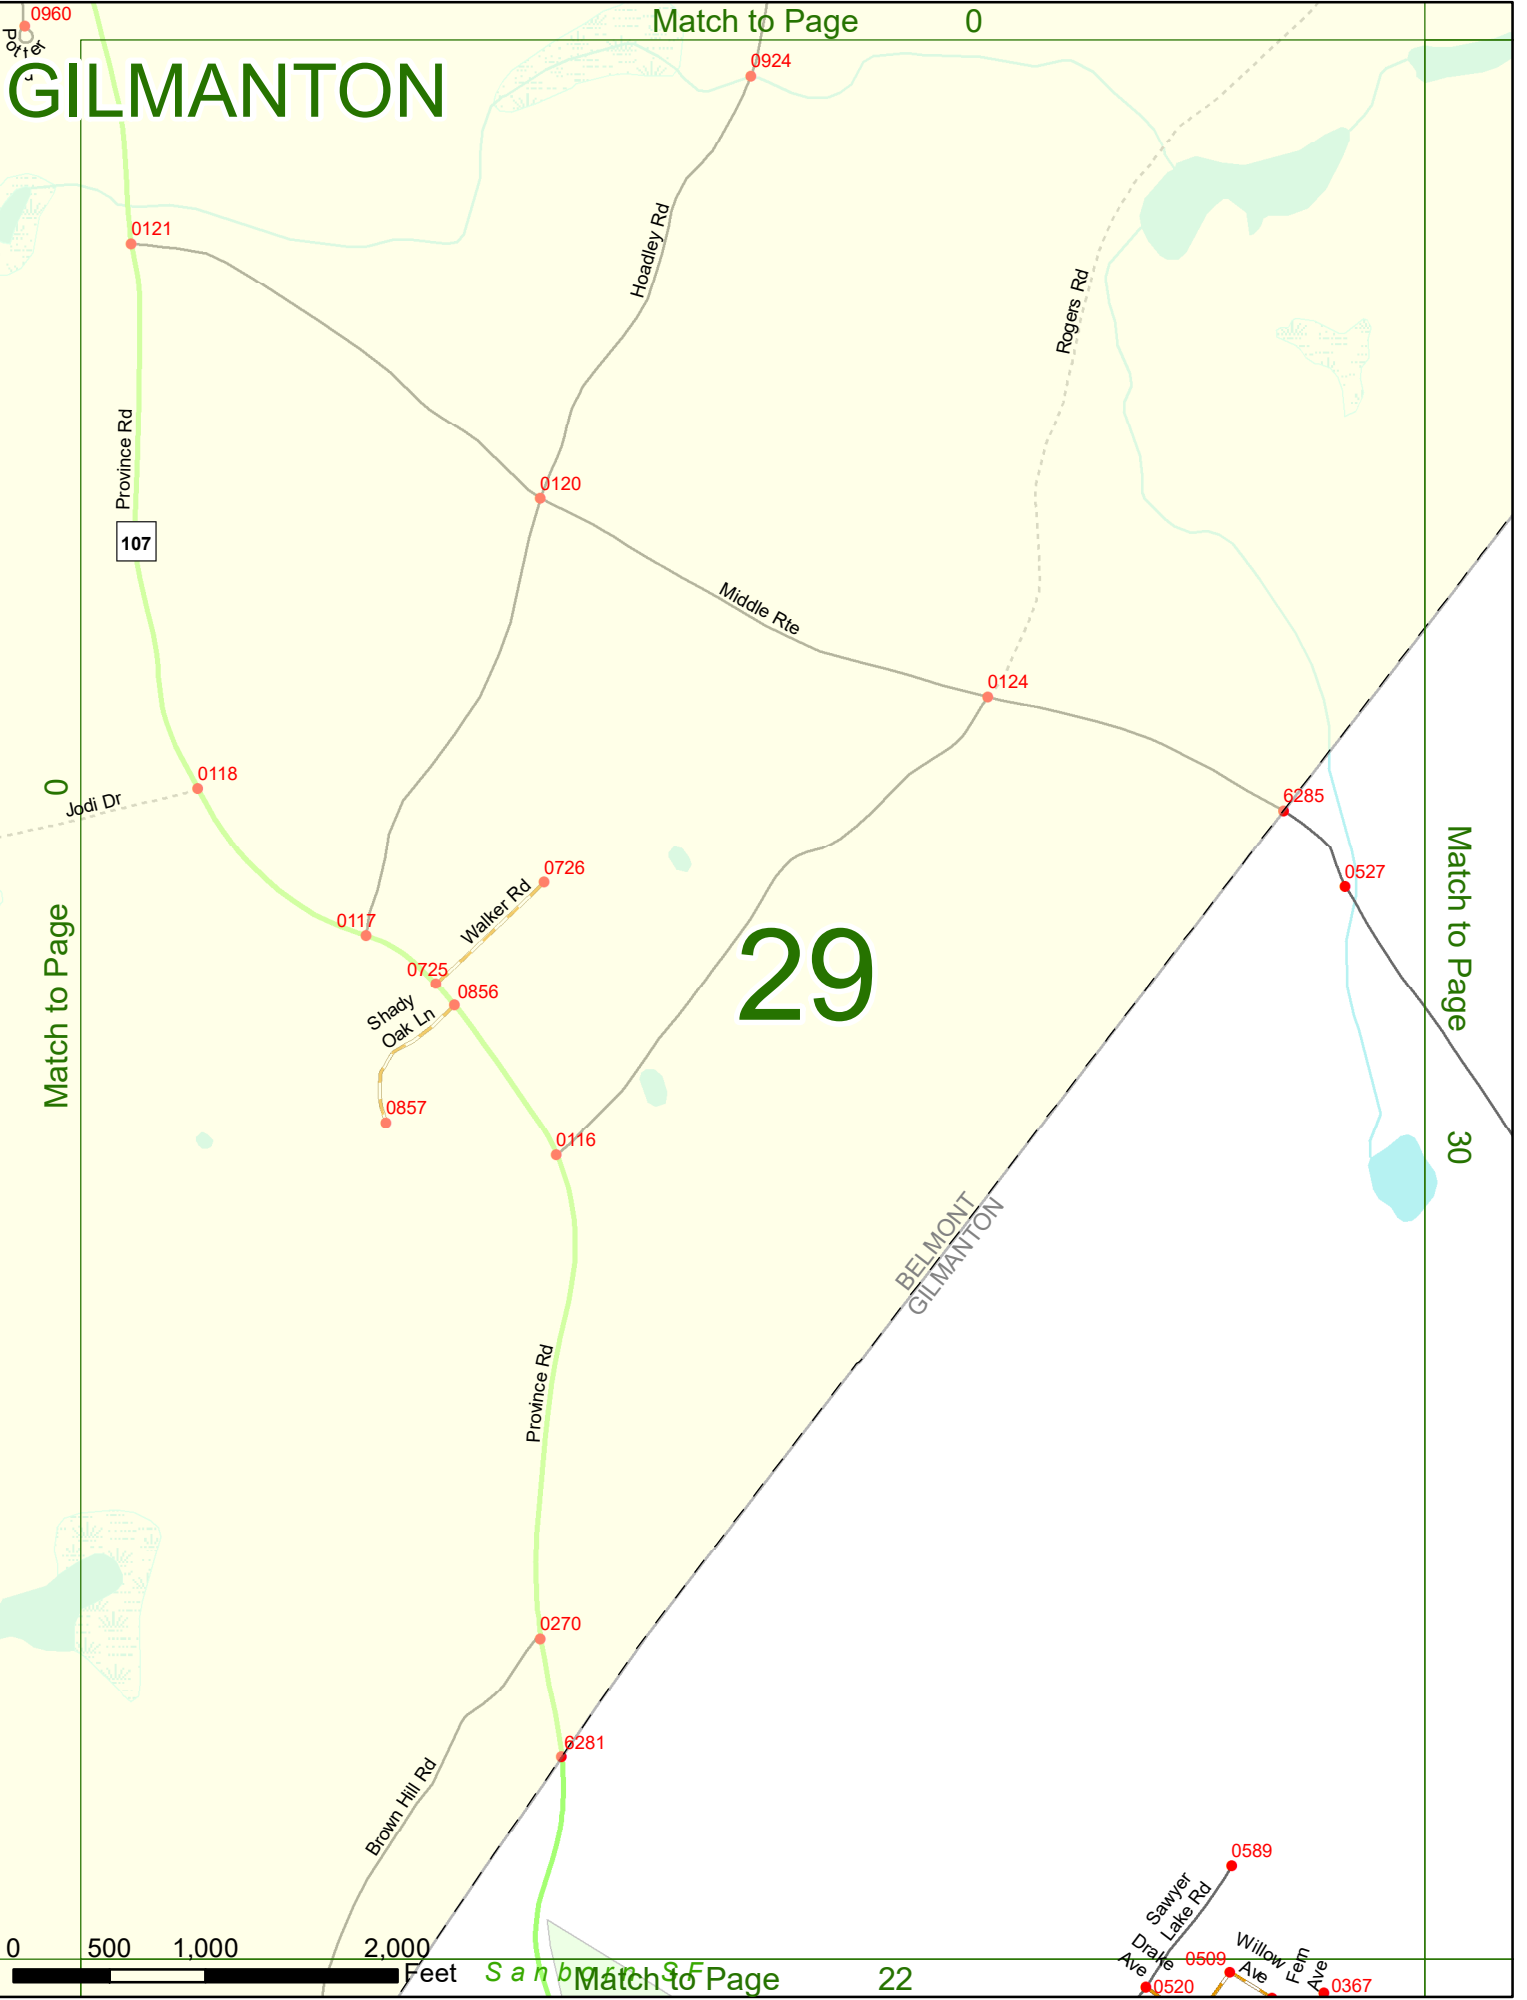 0960
Match to Page 0
Potter
0924
GILMANTON
0121
Hoadley Rd
Rogers Rd
Province Rd
0120
107
Middle Rte
0124
0118
0
Jodi Dr
6285
Match to Page
0726
0527
Walker Rd
0117
29
Match to Page
0725
0856
Shady
Oak Ln
0857
0116
30
BELMONT
GILMANTON
Province Rd
0270
6281
Brown Hill Rd
0589
Sawyer
Lake Rd
0 500 1,000 2,000
Feet
Sanborn SF
Match to Page 22
Drake
Ave
0509
Willow
Ave
Fern
Ave
0520
0367